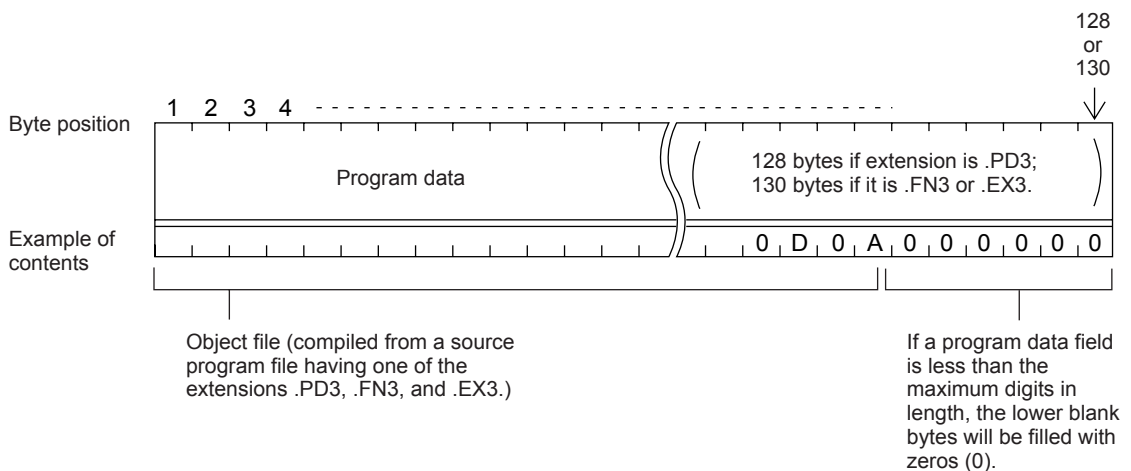 128
or
130
Byte position
1 2 3 4
Program data
128 bytes if extension is .PD3;
130 bytes if it is .FN3 or .EX3.
Example of
contents
0 D 0 A 0 0 0 0 0 0
Object file (compiled from a source
program file having one of the
extensions .PD3, .FN3, and .EX3.)
If a program data field
is less than the
maximum digits in
length, the lower blank
bytes will be filled with
zeros (0).